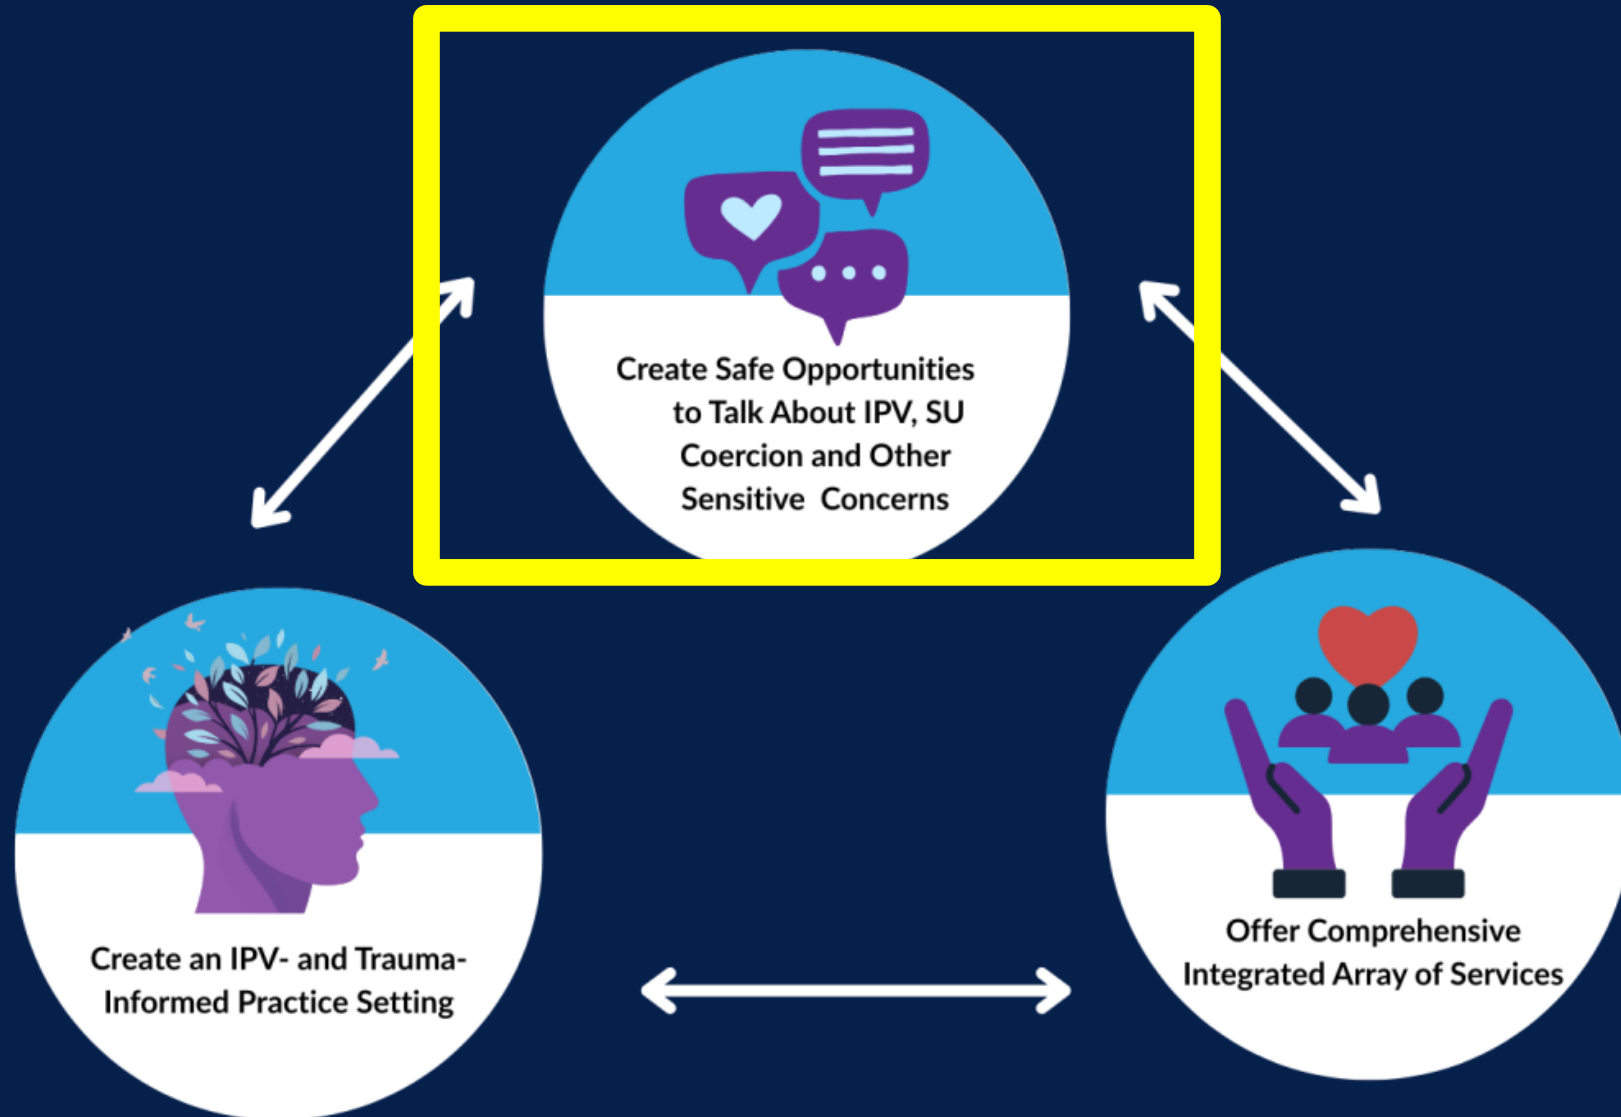 Create Safe Opportunities
to Talk About IPV, SU
Coercion and Other
Sensitive Concerns
Create an IPV- and Trauma-
Informed Practice Setting
Offer Comprehensive
Integrated Array of Services